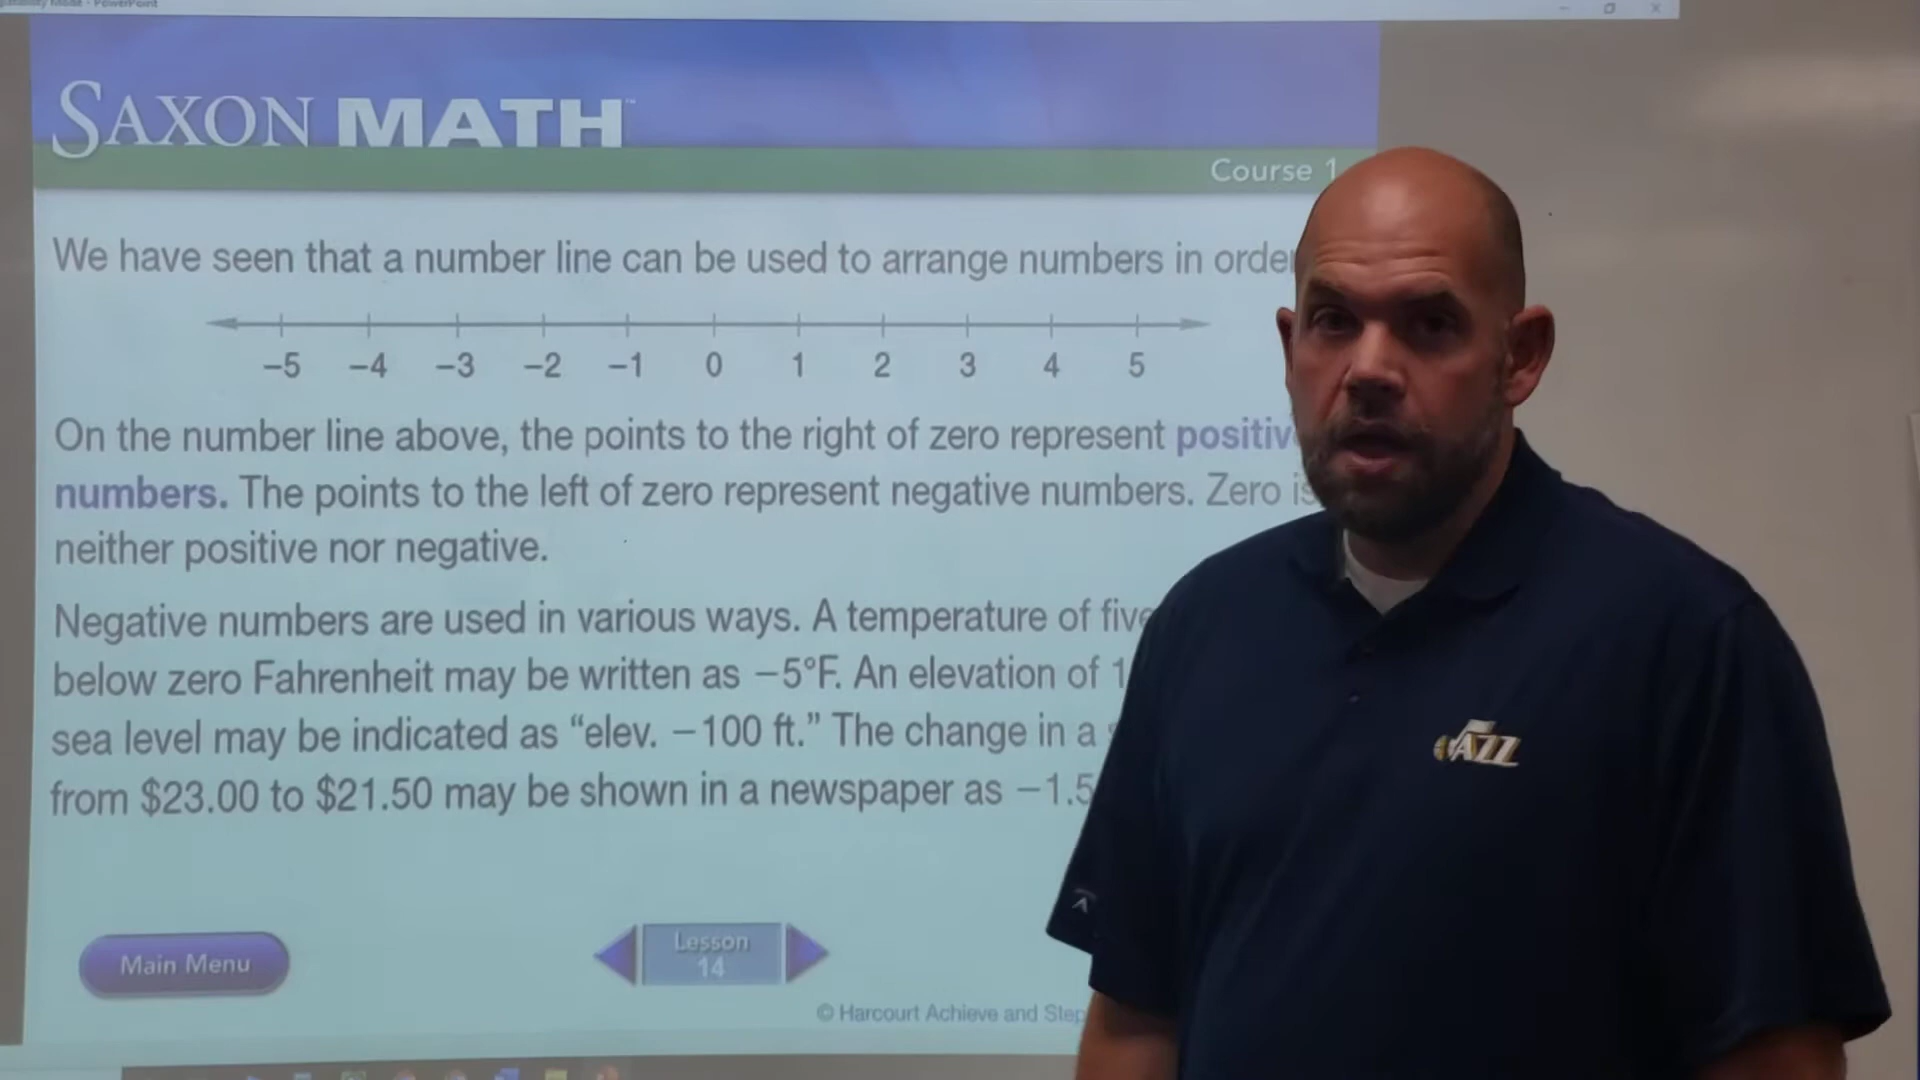 PowerPoint
SAXON MATH™
Course 1
We have seen that a number line can be used to arrange numbers in order
−5 −4 −3 −2 −1 0 1 2 3 4 5
On the number line above, the points to the right of zero represent positiv
numbers. The points to the left of zero represent negative numbers. Zero is
neither positive nor negative.
Negative numbers are used in various ways. A temperature of five
below zero Fahrenheit may be written as −5°F. An elevation of 1
sea level may be indicated as “elev. −100 ft.” The change in a
from $23.00 to $21.50 may be shown in a newspaper as −1.5
JAZZ
Main Menu
Lesson
14
© Harcourt Achieve and Step